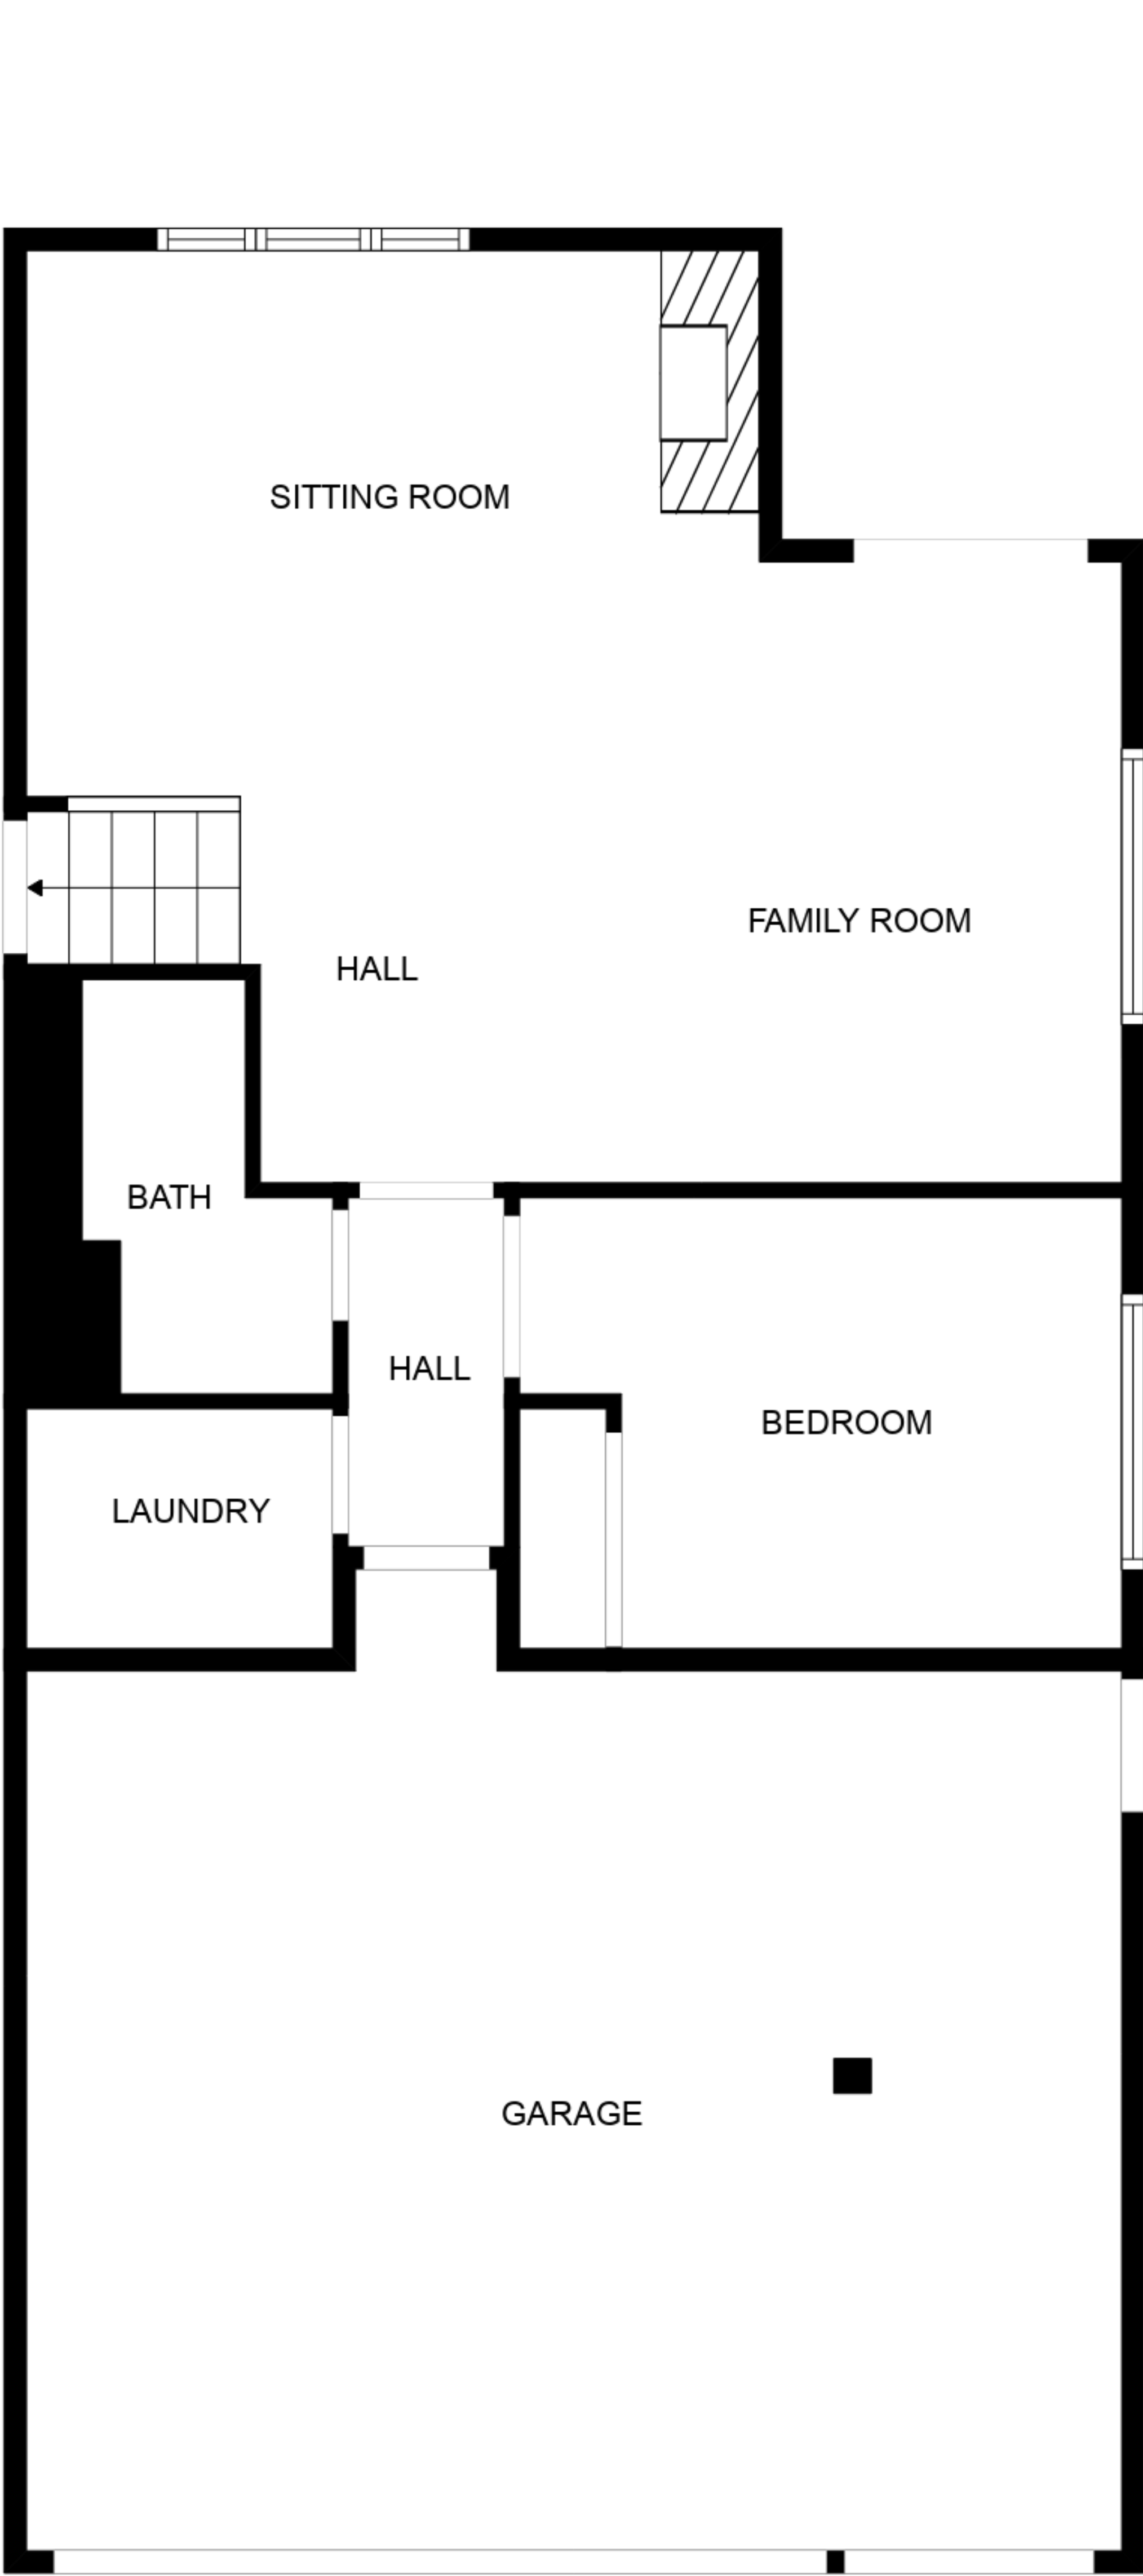 SITTING ROOM
FAMILY ROOM
HALL
BATH
HALL
BEDROOM
LAUNDRY
GARAGE